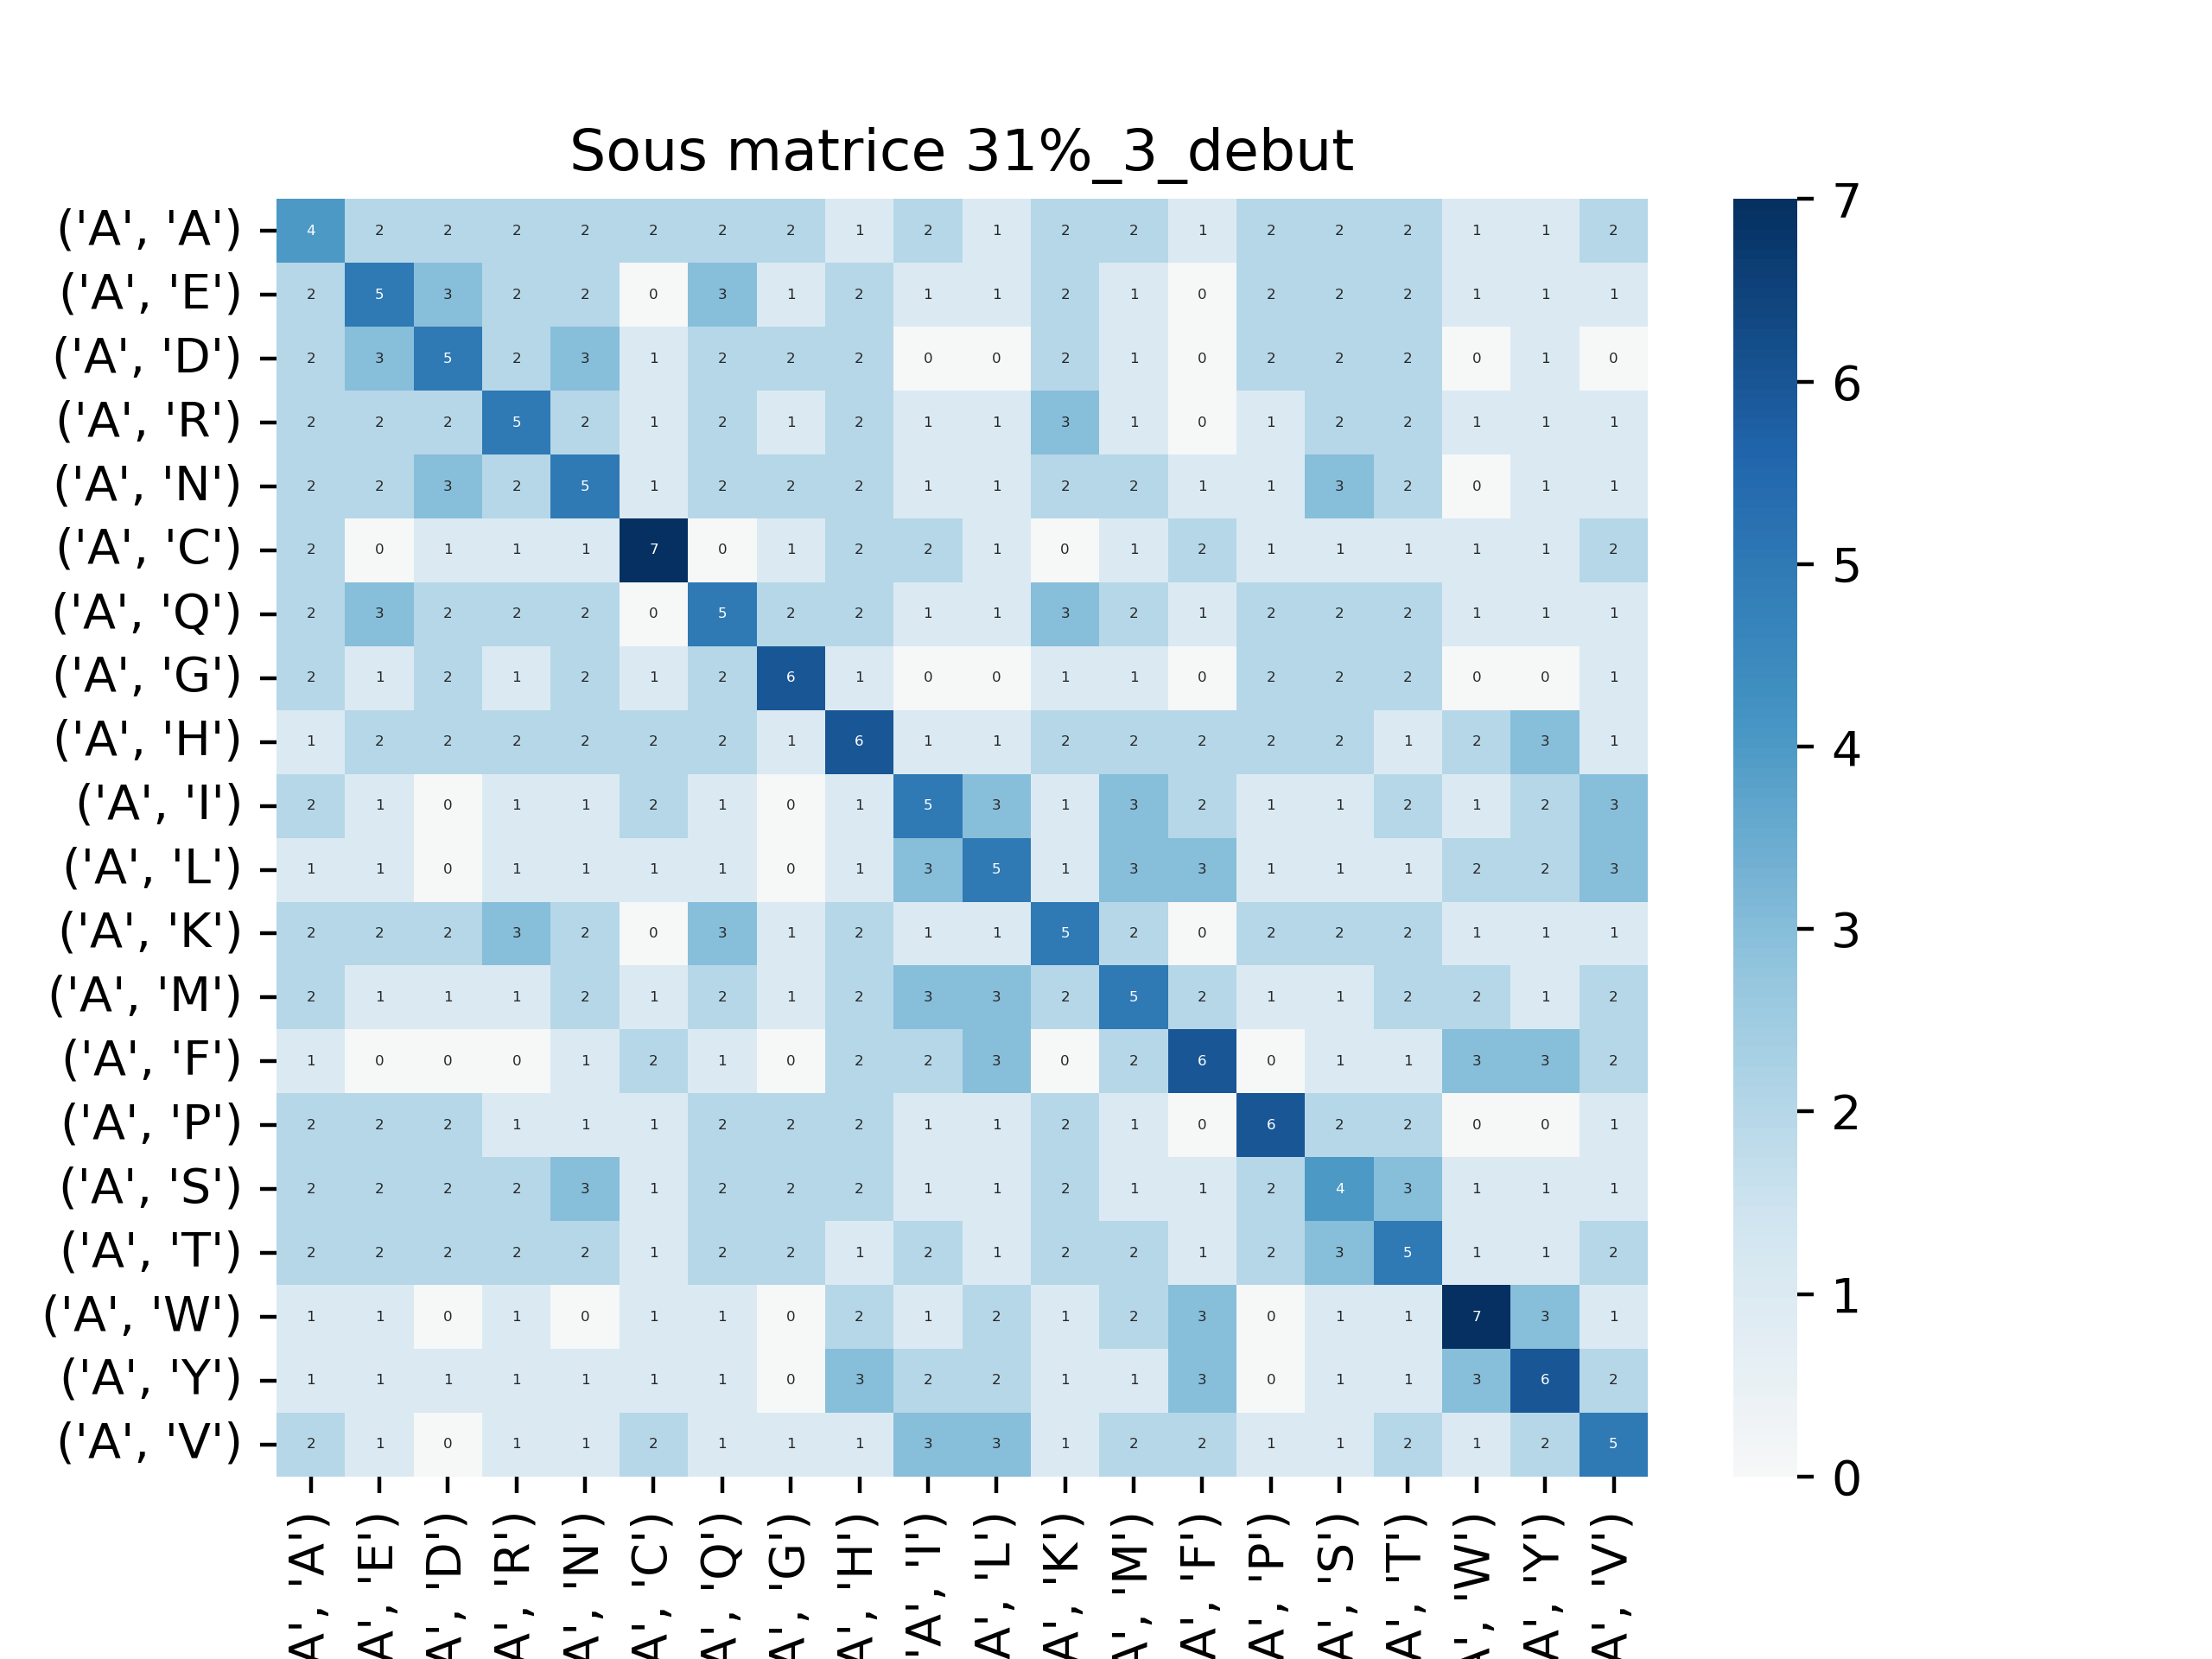 Sous matrice 31%_3_debut
('A', 'A') 4 2 2 2 2 2 2 2 1 2 1 2 2 1 2 2 2 1 1 2
('A', 'E') 2 5 3 2 2 0 3 1 2 1 1 2 1 0 2 2 2 1 1 1
('A', 'D') 2 3 5 2 3 1 2 2 2 0 0 2 1 0 2 2 2 0 1 0
('A', 'R') 2 2 2 5 2 1 2 1 2 1 1 3 1 0 1 2 2 1 1 1
('A', 'N') 2 2 3 2 5 1 2 2 2 1 1 2 2 1 1 3 2 0 1 1
('A', 'C') 2 0 1 1 1 7 0 1 2 2 1 0 1 2 1 1 1 1 1 2
('A', 'Q') 2 3 2 2 2 0 5 2 2 1 1 3 2 1 2 2 2 1 1 1
('A', 'G') 2 1 2 1 2 1 2 6 1 0 0 1 1 0 2 2 2 0 0 1
('A', 'H') 1 2 2 2 2 2 2 1 6 1 1 2 2 2 2 2 1 2 3 1
('A', 'I') 2 1 0 1 1 2 1 0 1 5 3 1 3 2 1 1 2 1 2 3
('A', 'L') 1 1 0 1 1 1 1 0 1 3 5 1 3 3 1 1 1 2 2 3
('A', 'K') 2 2 2 3 2 0 3 1 2 1 1 5 2 0 2 2 2 1 1 1
('A', 'M') 2 1 1 1 2 1 2 1 2 3 3 2 5 2 1 1 2 2 1 2
('A', 'F') 1 0 0 0 1 2 1 0 2 2 3 0 2 6 0 1 1 3 3 2
('A', 'P') 2 2 2 1 1 1 2 2 2 1 1 2 1 0 6 2 2 0 0 1
('A', 'S') 2 2 2 2 3 1 2 2 2 1 1 2 1 1 2 4 3 1 1 1
('A', 'T') 2 2 2 2 2 1 2 2 1 2 1 2 2 1 2 3 5 1 1 2
('A', 'W') 1 1 0 1 0 1 1 0 2 1 2 1 2 3 0 1 1 7 3 1
('A', 'Y') 1 1 1 1 1 1 1 0 3 2 2 1 1 3 0 1 1 3 6 2
('A', 'V') 2 1 0 1 1 2 1 1 1 3 3 1 2 2 1 1 2 1 2 5
A', 'A')
A', 'E')
A', 'D')
A', 'R')
A', 'N')
A', 'C')
A', 'Q')
A', 'G')
A', 'H')
'A', 'I')
A', 'L')
A', 'K')
A', 'M')
A', 'F')
A', 'P')
A', 'S')
A', 'T')
A', 'W')
A', 'Y')
A', 'V')
7
6
5
4
3
2
1
0